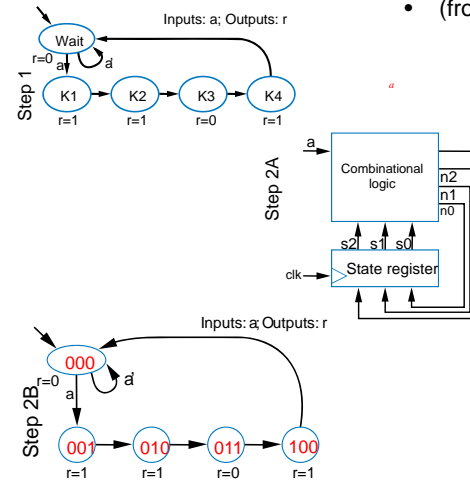 • (fro
Inputs: a; Outputs: r
Wait
r=0
a
a'
Step 1
K1 K2 K3 K4
r=1 r=1 r=0 r=1
a
Step 2A
a
Combinational
logic
n2
n1
n0
s2 s1 s0
clk
State register
Inputs: a; Outputs: r
000
r=0
a
a'
Step 2B
001 010 011 100
r=1 r=1 r=0 r=1